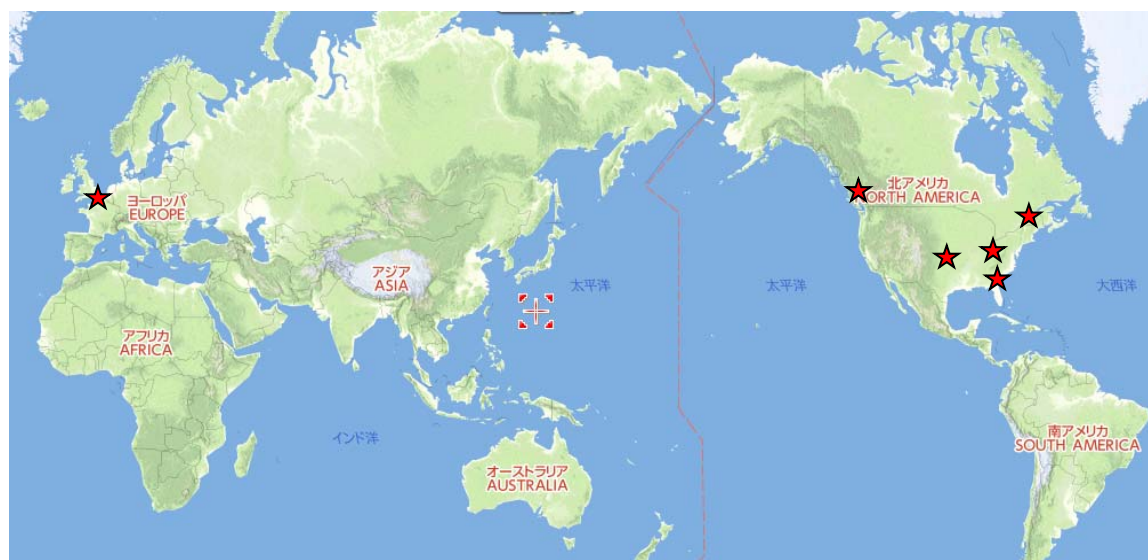 北アメリカ
NORTH AMERICA
ヨーロッパ
EUROPE
アジア
ASIA
太平洋
太平洋
大西洋
アフリカ
AFRICA
インド洋
南アメリカ
SOUTH AMERICA
オーストラリア
AUSTRALIA